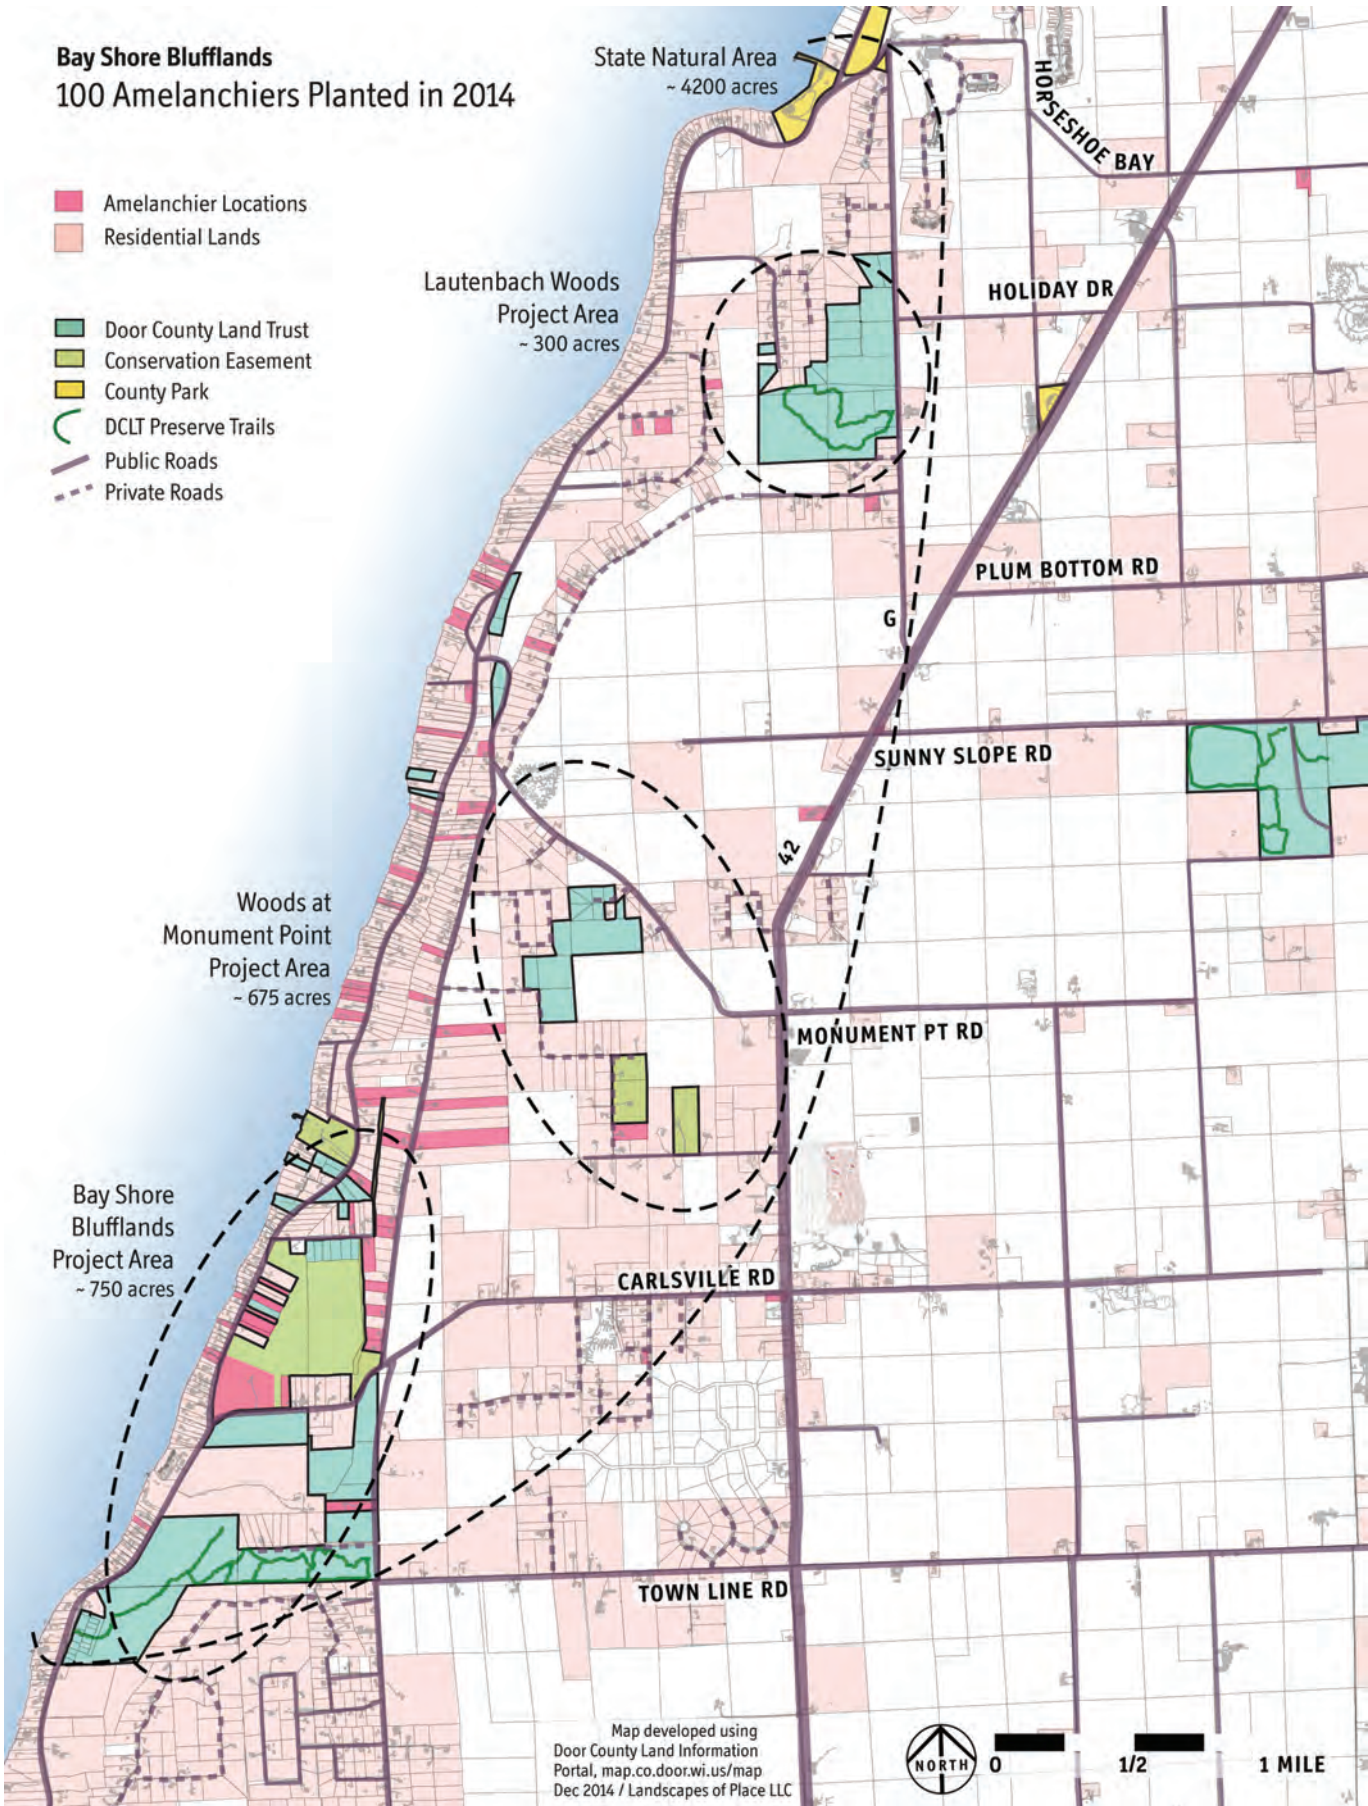 Bay Shore Blufflands
100 Amelanchiers Planted in 2014
Amelanchier Locations
Residential Lands
Door County Land Trust
Conservation Easement
County Park
DCLT Preserve Trails
Public Roads
Private Roads
State Natural Area
~ 4200 acres
HORSESHOE BAY
Lautenbach Woods
Project Area
~ 300 acres
HOLIDAY DR
PLUM BOTTOM RD
G
SUNNY SLOPE RD
42
Woods at
Monument Point
Project Area
~ 675 acres
MONUMENT PT RD
Bay Shore
Blufflands
Project Area
~ 750 acres
CARLSVILLE RD
TOWN LINE RD
Map developed using
Door County Land Information
Portal, map.co.door.wi.us/map
Dec 2014 / Landscapes of Place LLC
NORTH
0
1/2
1 MILE